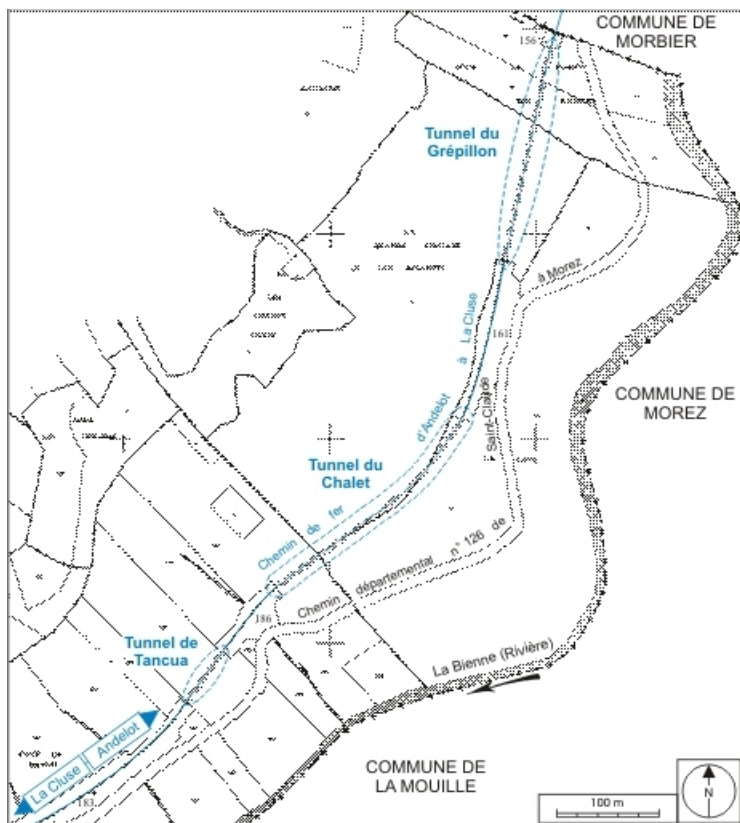 COMMUNE DE
MORBIER
156
Tunnel du
Grépillon
à Morez
à La Cluse
161
COMMUNE DE
MOREZ
d'Andelot
Saint-Claude
Tunnel du
Chalet
Chemin de fer
Chemin départemental n° 126 de
186
Tunnel de
Tancua
La Bienne (Rivière)
La Cluse
Andelot
183
COMMUNE DE
LA MOUILLE
100 m
N